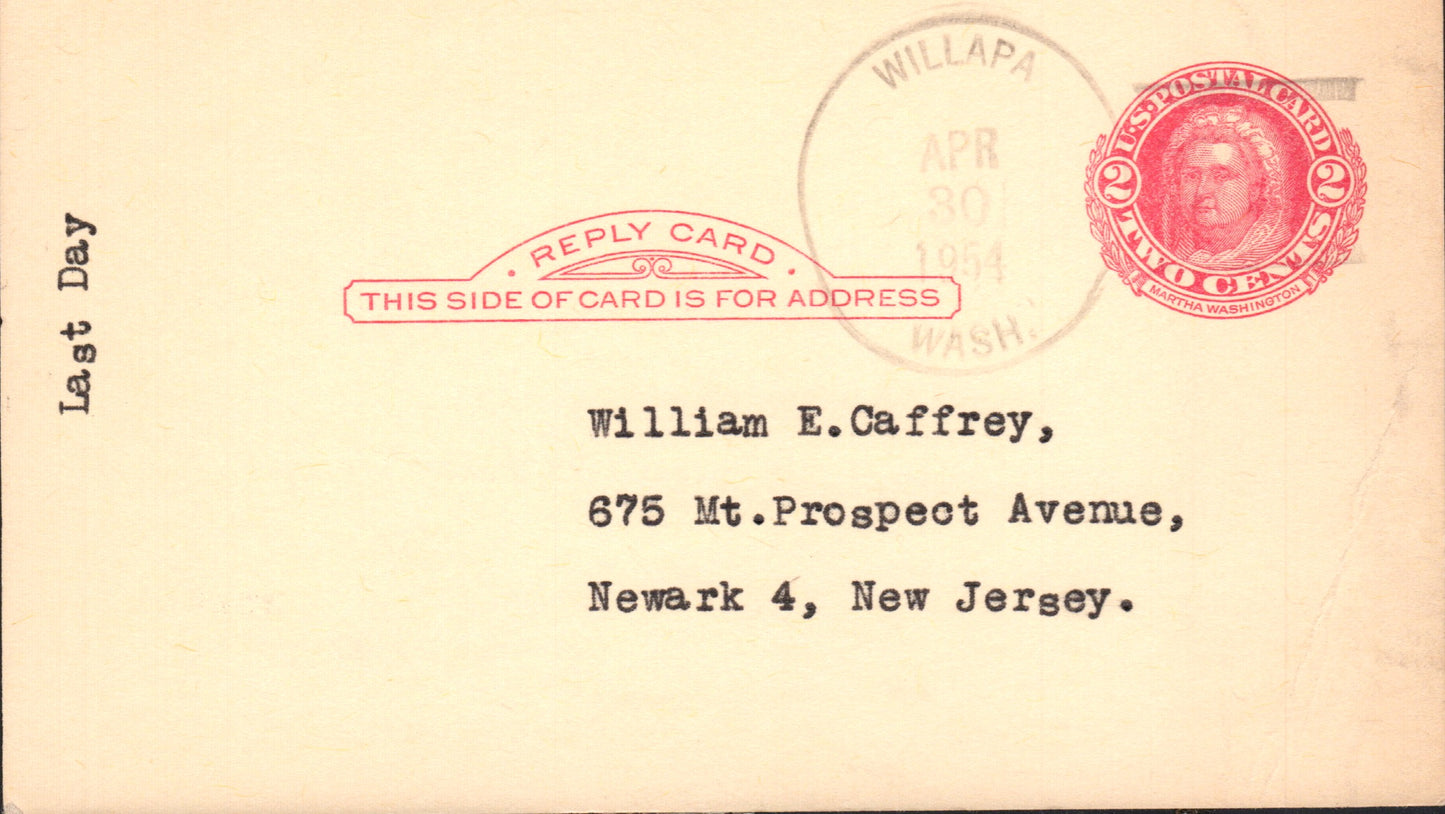 WILLAPA
APR
30
1954
WASH.
U.S. POSTAL CARD
2 2
TWO CENTS
MARTHA WASHINGTON
· REPLY CARD ·
THIS SIDE OF CARD IS FOR ADDRESS
Last Day
William E.Caffrey,
675 Mt.Prospect Avenue,
Newark 4, New Jersey.